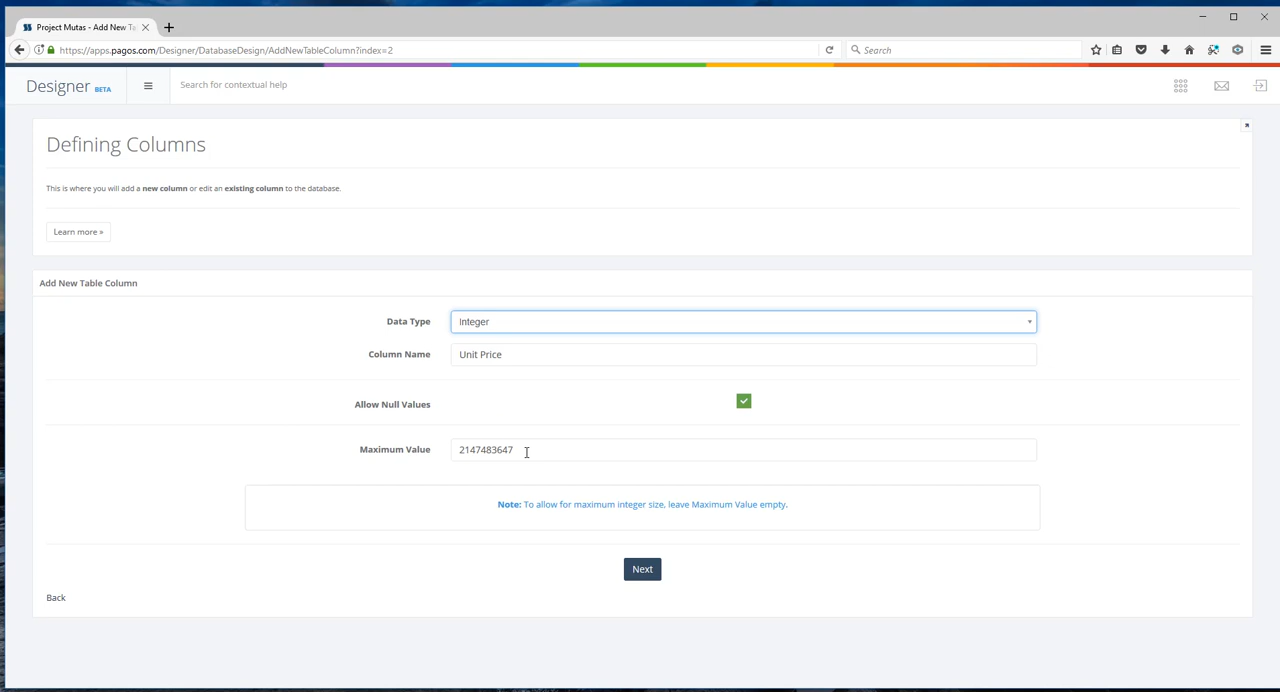 Project Mutas - Add New Ta
https://apps.pagos.com/Designer/DatabaseDesign/AddNewTableColumn?index=2
Search
Designer BETA
Search for contextual help
Defining Columns
This is where you will add a new column or edit an existing column to the database.
Learn more »
Add New Table Column
Data Type
Integer
Column Name
Unit Price
Allow Null Values
Maximum Value
2147483647
Note: To allow for maximum integer size, leave Maximum Value empty.
Next
Back